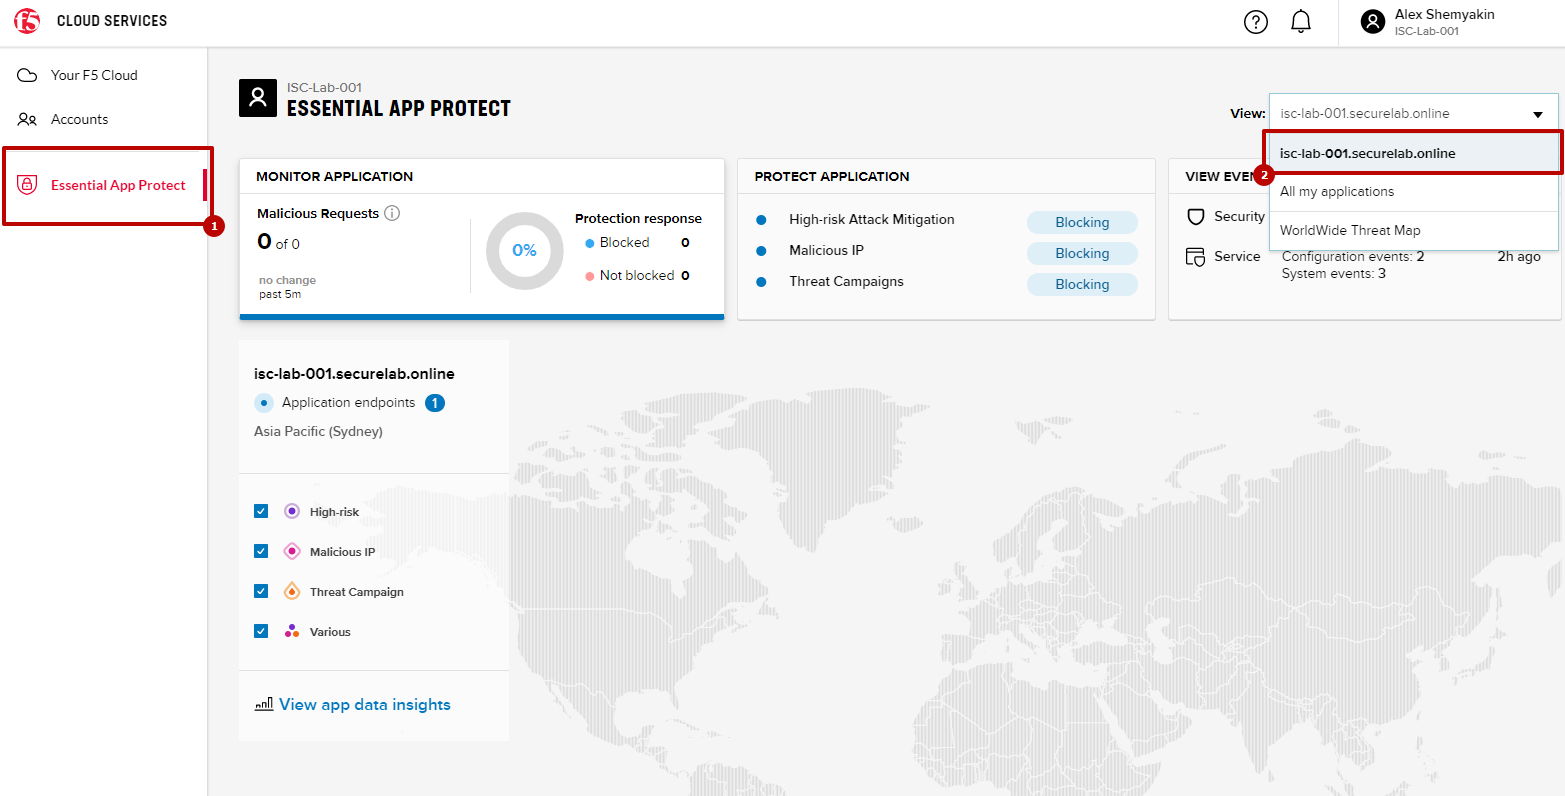 f5 CLOUD SERVICES
Alex Shemyakin
ISC-Lab-001
Your F5 Cloud
Accounts
Essential App Protect
1
ISC-Lab-001
ESSENTIAL APP PROTECT
View: isc-lab-001.securelab.online
isc-lab-001.securelab.online
2
All my applications
WorldWide Threat Map
MONITOR APPLICATION
Malicious Requests
0 of 0
no change
past 5m
0%
Protection response
Blocked 0
Not blocked 0
PROTECT APPLICATION
High-risk Attack Mitigation Blocking
Malicious IP Blocking
Threat Campaigns Blocking
VIEW EVEN
Security
Service Configuration events: 2 2h ago
System events: 3
isc-lab-001.securelab.online
Application endpoints 1
Asia Pacific (Sydney)
High-risk
Malicious IP
Threat Campaign
Various
View app data insights